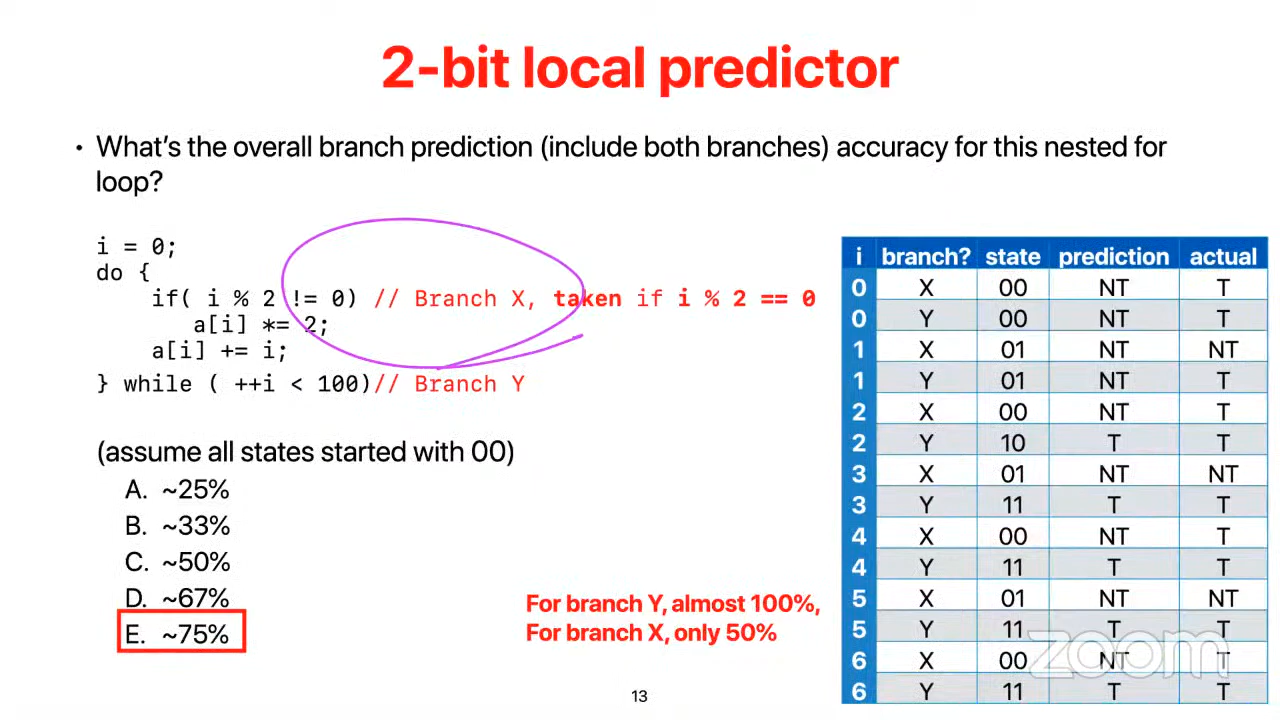 2-bit local predictor
• What's the overall branch prediction (include both branches) accuracy for this nested for
loop?
i = 0;
do {
if( i % 2 != 0) // Branch X, taken if i % 2 == 0
a[i] *= 2;
a[i] += i;
} while ( ++i < 100)// Branch Y
(assume all states started with 00)
A. ~25%
B. ~33%
C. ~50%
D. ~67%
E. ~75%
For branch Y, almost 100%,
For branch X, only 50%
i branch? state prediction actual
0 X 00 NT T
0 Y 00 NT T
1 X 01 NT NT
1 Y 01 NT T
2 X 00 NT T
2 Y 10 T T
3 X 01 NT NT
3 Y 11 T T
4 X 00 NT T
4 Y 11 T T
5 X 01 NT NT
5 Y 11 T T
6 X 00 NT T
6 Y 11 T T
zoom
13